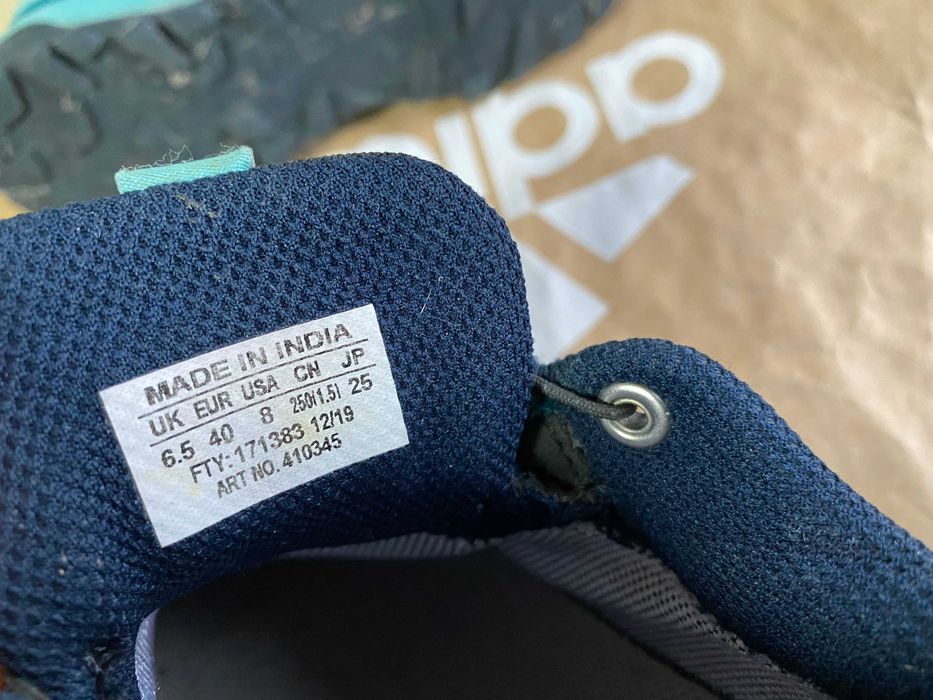 MADE IN INDIA
UK EUR USA CN JP
6.5 40 8 250(1.5) 25
FTY: 171383 12/19
ART NO. 410345
adid